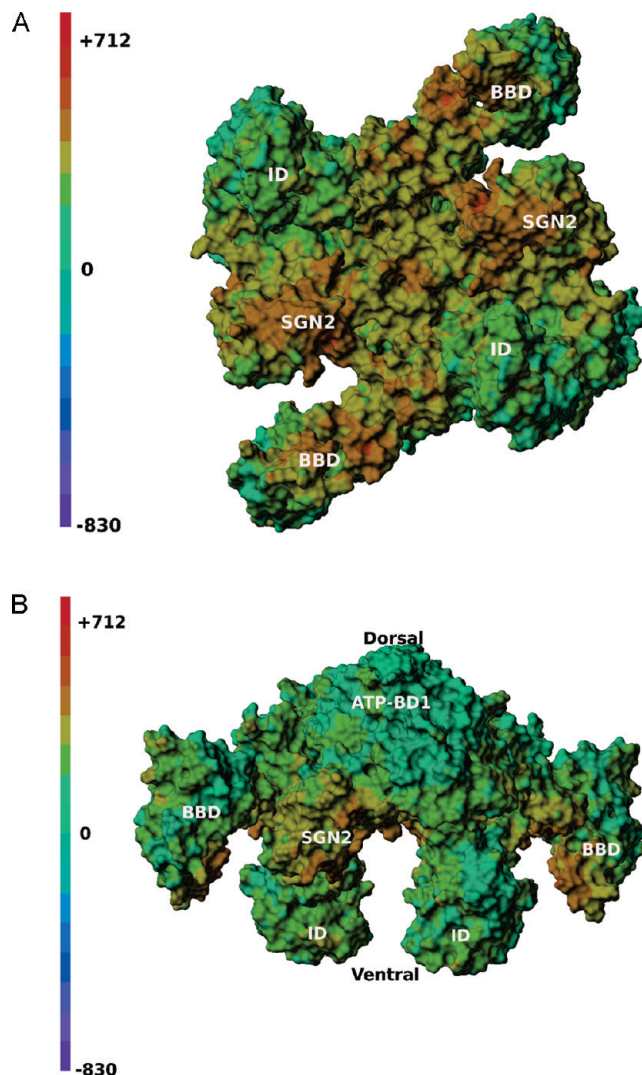 A
+712
BBD
ID
SGN2
0
SGN2
ID
BBD
-830
B
+712
Dorsal
ATP-BD1
BBD
0
SGN2
BBD
ID
ID
Ventral
-830